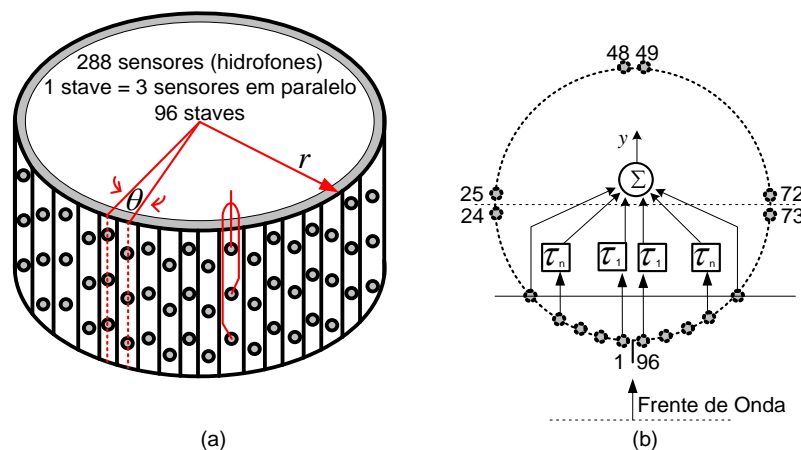 288 sensores (hidrofones)
1 stave = 3 sensores em paralelo
96 staves
r
θ
(a)
48 49
y
Σ
25
24
72
73
τn
τ1
τ1
τn
1 96
Frente de Onda
(b)